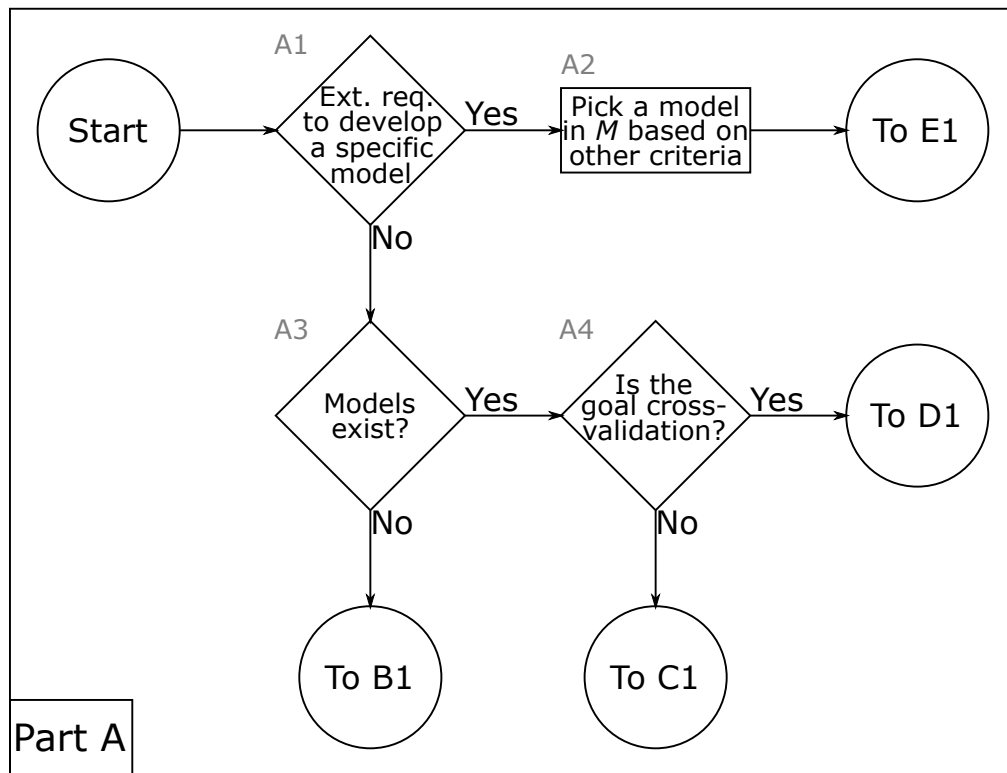 A1
A2
Start
Ext. req.
to develop
a specific
model
Yes
Pick a model
in M based on
other criteria
To E1
No
A3
A4
Models
exist?
Yes
Is the
goal cross-
validation?
Yes
To D1
No
No
To B1
To C1
Part A